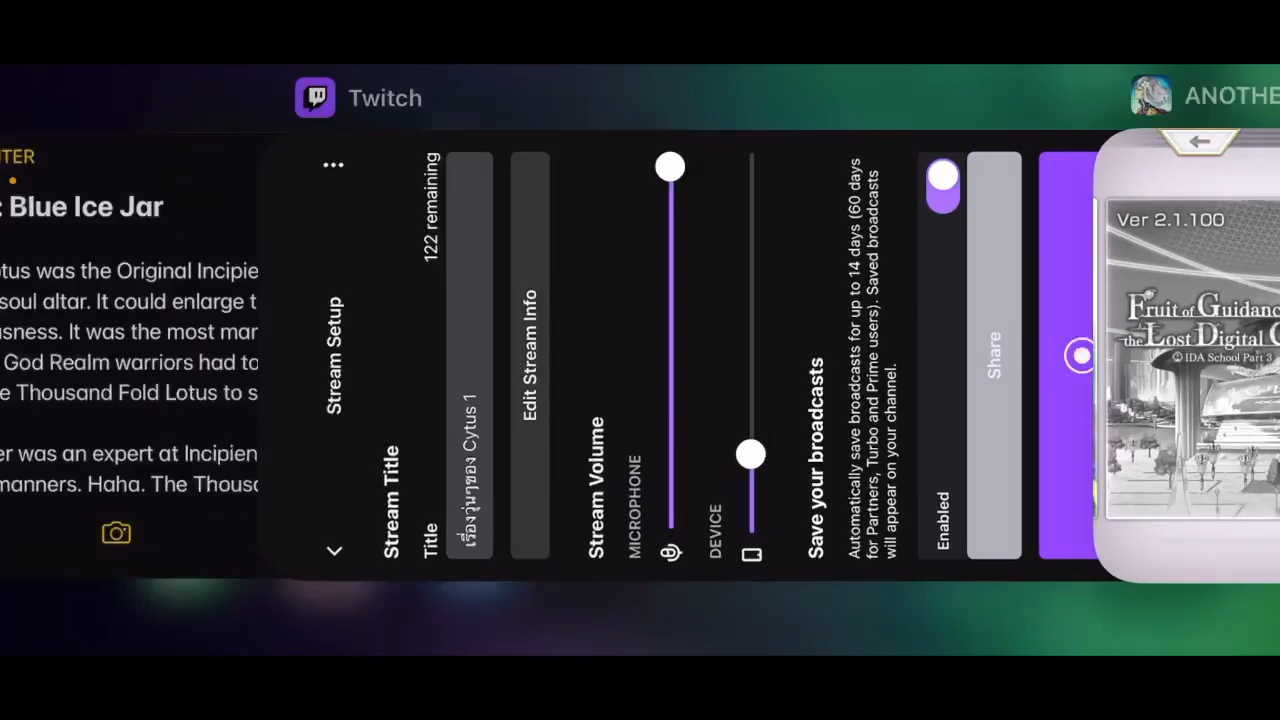 Twitch
ANOTHE
TER
: Blue Ice Jar
otus was the Original Incipie
soul altar. It could enlarge t
usness. It was the most mar
God Realm warriors had to
e Thousand Fold Lotus to s
er was an expert at Incipien
manners. Haha. The Thousa
Stream Setup
Stream Title
Title
122 remaining
เรื่องวุ่นๆของ Cytus 1
Edit Stream Info
Stream Volume
MICROPHONE
DEVICE
Save your broadcasts
Automatically save broadcasts for up to 14 days (60 days
for Partners, Turbo and Prime users). Saved broadcasts
will appear on your channel.
Enabled
Share
Ver 2.1.100
Fruit of Guidanc
the Lost Digital C
© IDA School Part 3